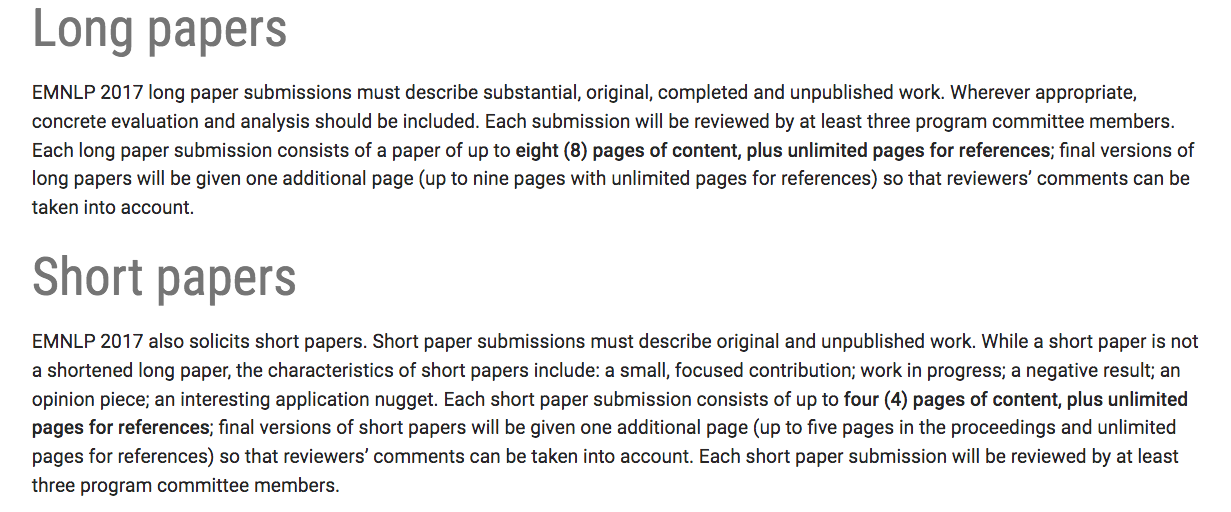 Long papers
EMNLP 2017 long paper submissions must describe substantial, original, completed and unpublished work. Wherever appropriate,
concrete evaluation and analysis should be included. Each submission will be reviewed by at least three program committee members.
Each long paper submission consists of a paper of up to eight (8) pages of content, plus unlimited pages for references; final versions of
long papers will be given one additional page (up to nine pages with unlimited pages for references) so that reviewers’ comments can be
taken into account.
Short papers
EMNLP 2017 also solicits short papers. Short paper submissions must describe original and unpublished work. While a short paper is not
a shortened long paper, the characteristics of short papers include: a small, focused contribution; work in progress; a negative result; an
opinion piece; an interesting application nugget. Each short paper submission consists of up to four (4) pages of content, plus unlimited
pages for references; final versions of short papers will be given one additional page (up to five pages in the proceedings and unlimited
pages for references) so that reviewers’ comments can be taken into account. Each short paper submission will be reviewed by at least
three program committee members.